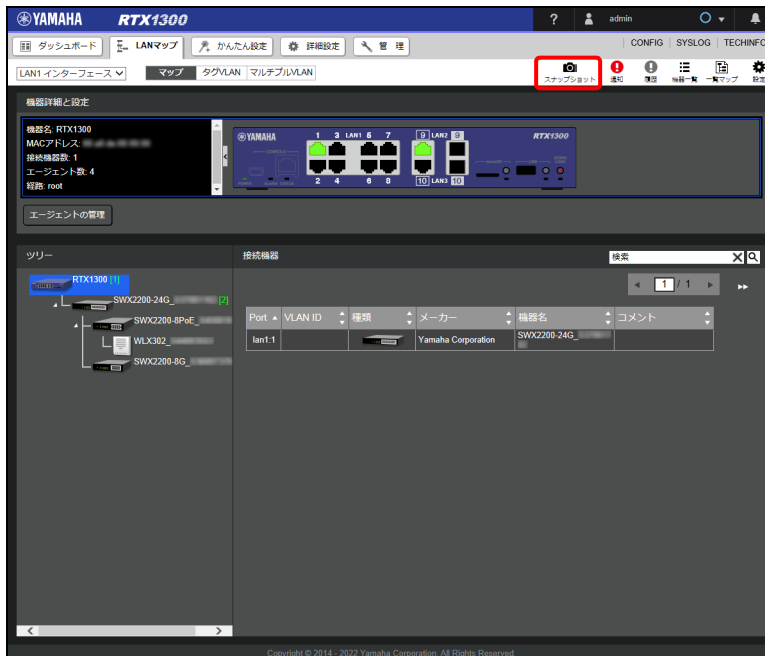 YAMAHA RTX1300 ? admin
ダッシュボード LANマップ かんたん設定 詳細設定 管 理 CONFIG SYSLOG TECHINFO
LAN1 インターフェース マップ タグVLAN マルチプルVLAN スナップショット 通知 履歴 機器一覧 一覧マップ 設定
機器詳細と設定
機器名: RTX1300
MACアドレス:
接続機器数: 1
エージェント数: 4
経路: root
YAMAHA 1 3 LAN1 5 7 9 LAN2 9 RTX1300
2 4 6 8 10 LAN3 10
エージェントの管理
ツリー
RTX1300 [1]
SWX2200-24G_ [2]
SWX2200-8PoE_
WLX302_
SWX2200-8G_
接続機器 検索
1 / 1
Port VLAN ID 種類 メーカー 機器名 コメント
lan1:1 Yamaha Corporation SWX2200-24G_
Copyright © 2014 - 2022 Yamaha Corporation. All Rights Reserved.